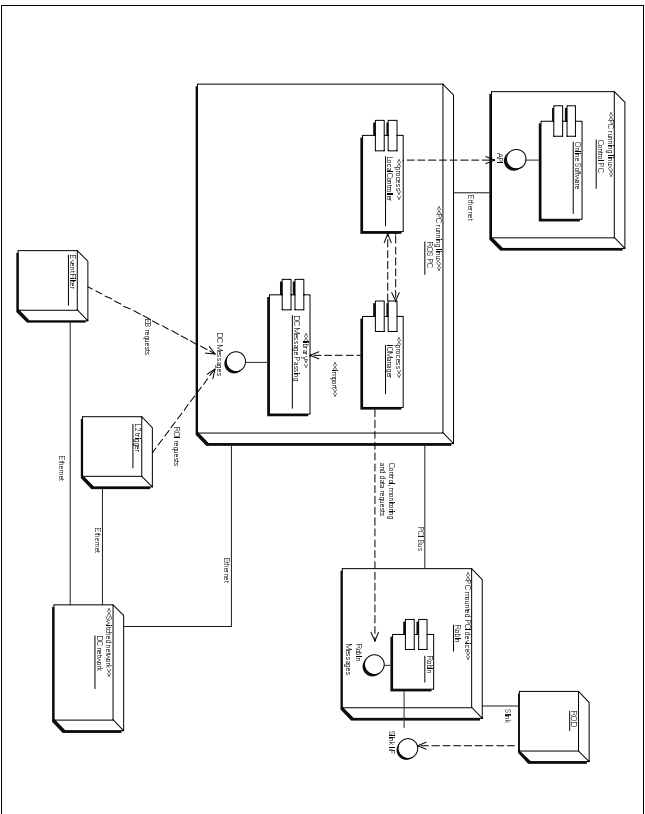 <<PC running linux>>
Control PC
Online Software
API
Ethernet
<<PC running linux>>
ROS PC
<<process>>
LocalController
<<process>>
IOManager
<<import>>
<<library>>
DC Message Passing
DC Messages
EventFilter
EB requests
L2 trigger
ROI requests
Ethernet
Ethernet
Ethernet
<<Switched network>>
DC network
Control, monitoring
and data requests
PCI Bus
<<PC mounted PCI device>>
RobIn
RobIn
RobIn
Messages
Slink
Slink I/F
ROD